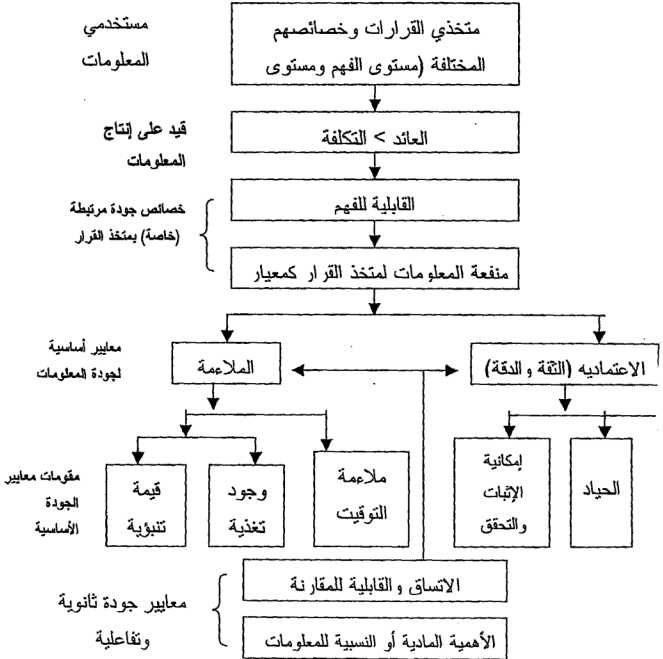 مستخدمي
المعلومات
متخذي القرارات وخصائصهم
المختلفة (مستوى الفهم ومستوى
قيد على إنتاج
المعلومات
العائد > التكلفة
خصائص جودة مرتبطة
(خاصة) بمتخذ القرار
القابلية للفهم
منفعة المعلومات لمتخذ القرار كمعيار
معايير أساسية
لجودة المعلومات
الاعتماديه (الثقة والدقة)
الملاءمة
مقومات معايير
الجودة
الأساسية
الحياد
إمكانية
الإثبات
والتحقق
ملاءمة
التوقيت
وجود
تغذية
قيمة
تنبؤية
معايير جودة ثانوية
وتفاعلية
الاتساق والقابلية للمقارنة
الأهمية المادية أو النسبية للمعلومات